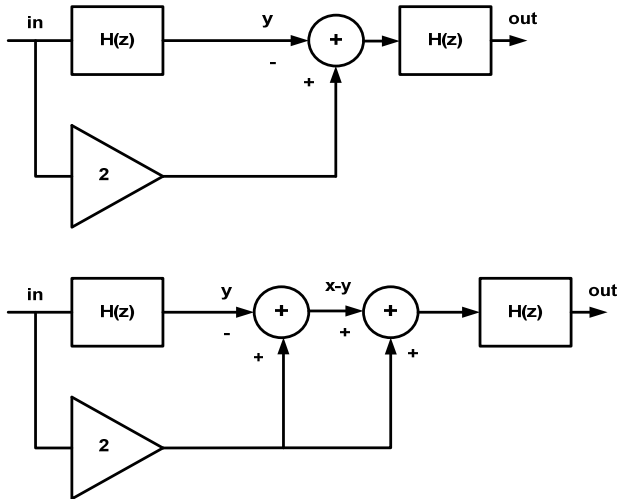 in
H(z)
y
-
+
+
H(z)
out
2
in
H(z)
y
-
+
+
x-y
+
+
+
H(z)
out
2